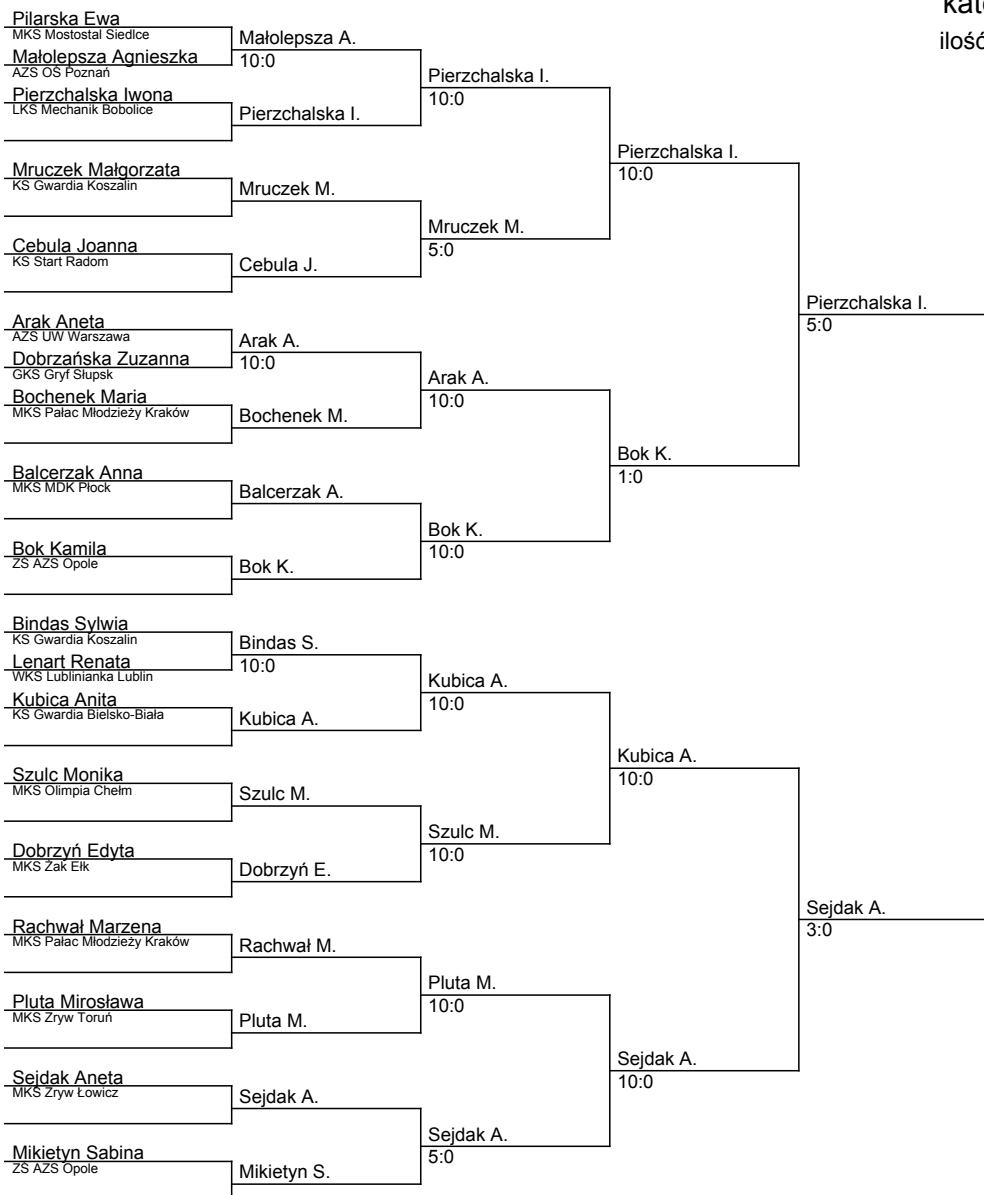 kat
ilość
Pilarska Ewa
MKS Mostostal Siedlce
Małolepsza Agnieszka
AZS OŚ Poznań
Pierzchalska Iwona
LKS Mechanik Bobolice
Mruczek Małgorzata
KS Gwardia Koszalin
Cebula Joanna
KS Start Radom
Arak Aneta
AZS UW Warszawa
Dobrzańska Zuzanna
GKS Gryf Słupsk
Bochenek Maria
MKS Pałac Młodzieży Kraków
Balcerzak Anna
MKS MDK Płock
Bok Kamila
ZŚ AZS Opole
Bindas Sylwia
KS Gwardia Koszalin
Lenart Renata
WKS Lublinianka Lublin
Kubica Anita
KS Gwardia Bielsko-Biała
Szulc Monika
MKS Olimpia Chełm
Dobrzyń Edyta
MKS Żak Ełk
Rachwał Marzena
MKS Pałac Młodzieży Kraków
Pluta Mirosława
MKS Zryw Toruń
Sejdak Aneta
MKS Zryw Łowicz
Mikietyn Sabina
ZŚ AZS Opole
Małolepsza A.
10:0
Pierzchalska I.
Mruczek M.
Cebula J.
Arak A.
10:0
Bochenek M.
Balcerzak A.
Bok K.
Bindas S.
10:0
Kubica A.
Szulc M.
Dobrzyń E.
Rachwał M.
Pluta M.
Sejdak A.
Mikietyn S.
Pierzchalska I.
10:0
Mruczek M.
5:0
Arak A.
10:0
Bok K.
10:0
Kubica A.
10:0
Szulc M.
10:0
Pluta M.
10:0
Sejdak A.
5:0
Pierzchalska I.
10:0
Bok K.
1:0
Kubica A.
10:0
Sejdak A.
10:0
Pierzchalska I.
5:0
Sejdak A.
3:0